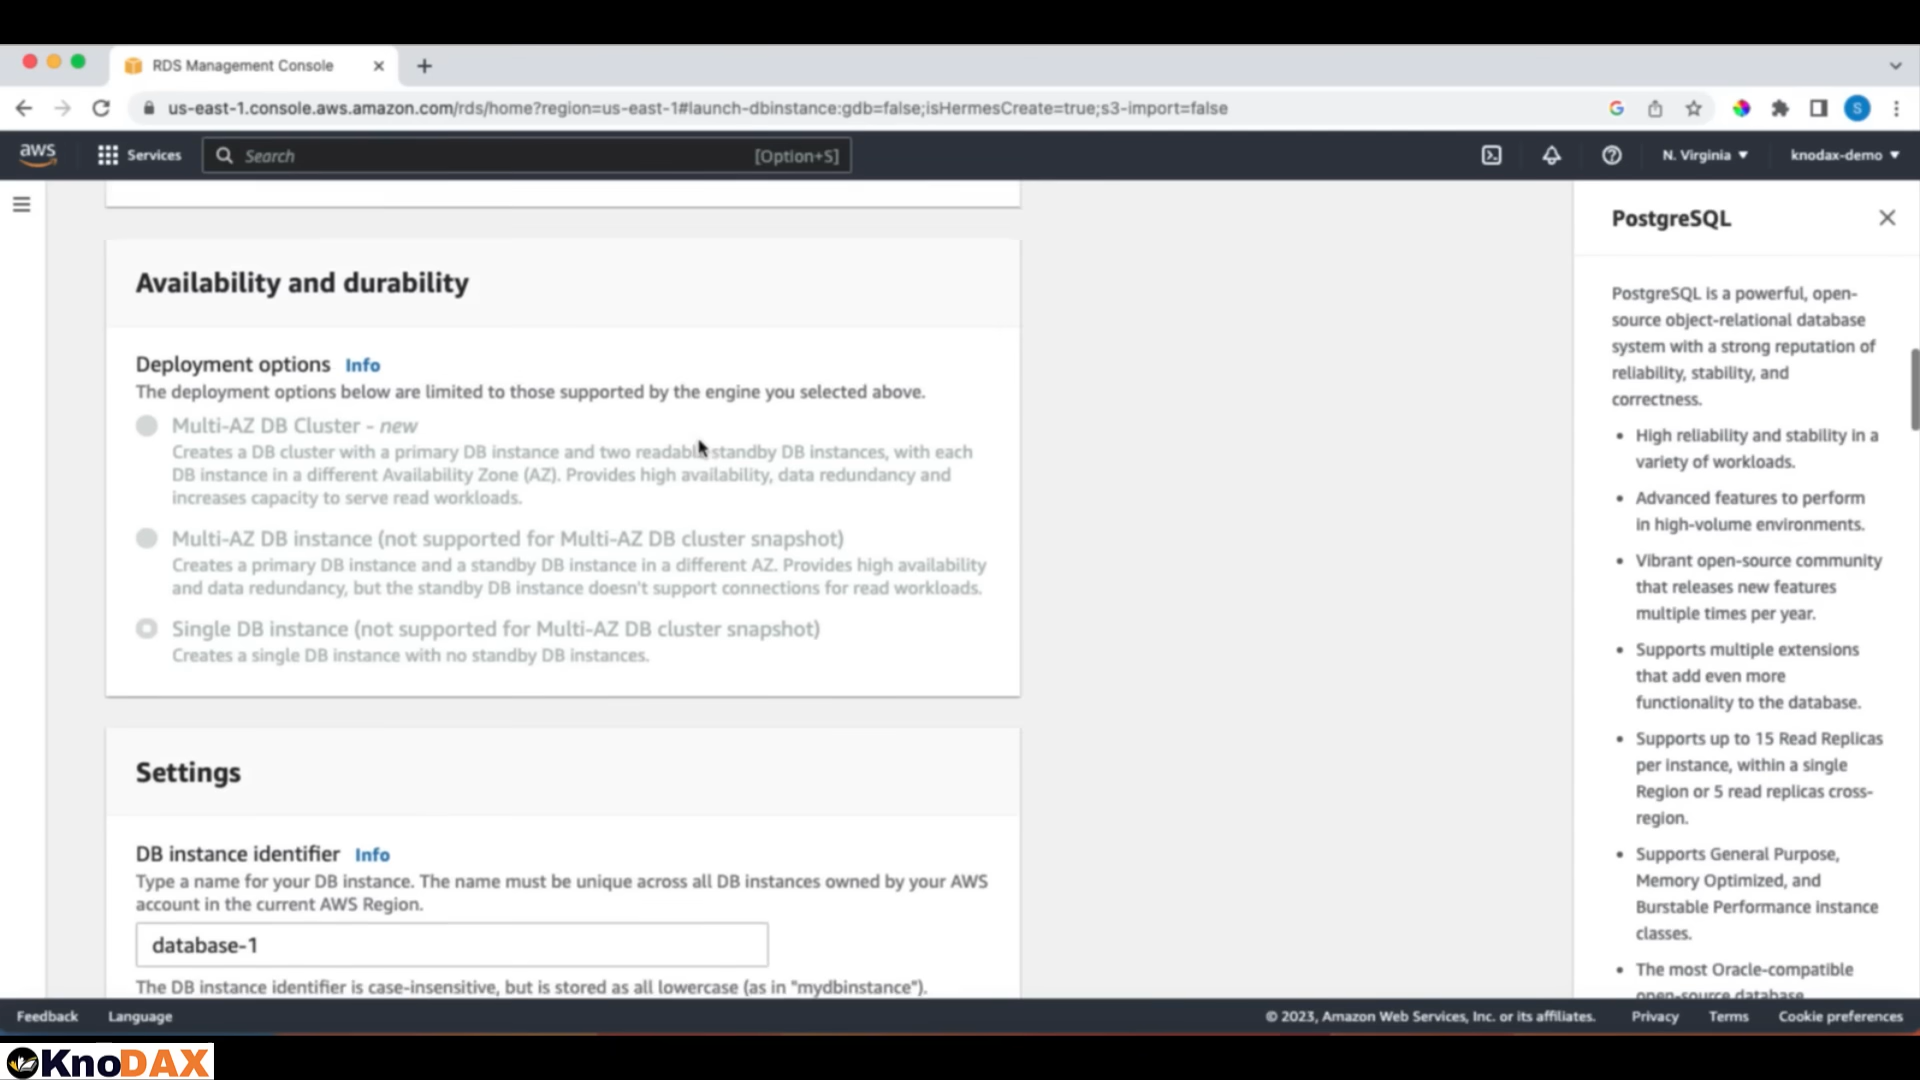 RDS Management Console
us-east-1.console.aws.amazon.com/rds/home?region=us-east-1#launch-dbinstance:gdb=false;isHermesCreate=true;s3-import=false
aws
Services
Search
[Option+S]
N. Virginia
knodax-demo
S
Availability and durability
Deployment options Info
The deployment options below are limited to those supported by the engine you selected above.
Multi-AZ DB Cluster - new
Creates a DB cluster with a primary DB instance and two readable standby DB instances, with each
DB instance in a different Availability Zone (AZ). Provides high availability, data redundancy and
increases capacity to serve read workloads.
Multi-AZ DB instance (not supported for Multi-AZ DB cluster snapshot)
Creates a primary DB instance and a standby DB instance in a different AZ. Provides high availability
and data redundancy, but the standby DB instance doesn't support connections for read workloads.
Single DB instance (not supported for Multi-AZ DB cluster snapshot)
Creates a single DB instance with no standby DB instances.
Settings
DB instance identifier Info
Type a name for your DB instance. The name must be unique across all DB instances owned by your AWS
account in the current AWS Region.
database-1
The DB instance identifier is case-insensitive, but is stored as all lowercase (as in "mydbinstance").
PostgreSQL
PostgreSQL is a powerful, open-
source object-relational database
system with a strong reputation of
reliability, stability, and
correctness.
• High reliability and stability in a
variety of workloads.
• Advanced features to perform
in high-volume environments.
• Vibrant open-source community
that releases new features
multiple times per year.
• Supports multiple extensions
that add even more
functionality to the database.
• Supports up to 15 Read Replicas
per instance, within a single
Region or 5 read replicas cross-
region.
• Supports General Purpose,
Memory Optimized, and
Burstable Performance instance
classes.
• The most Oracle-compatible
open-source database
Feedback
Language
© 2023, Amazon Web Services, Inc. or its affiliates.
Privacy
Terms
Cookie preferences
KnoDAX